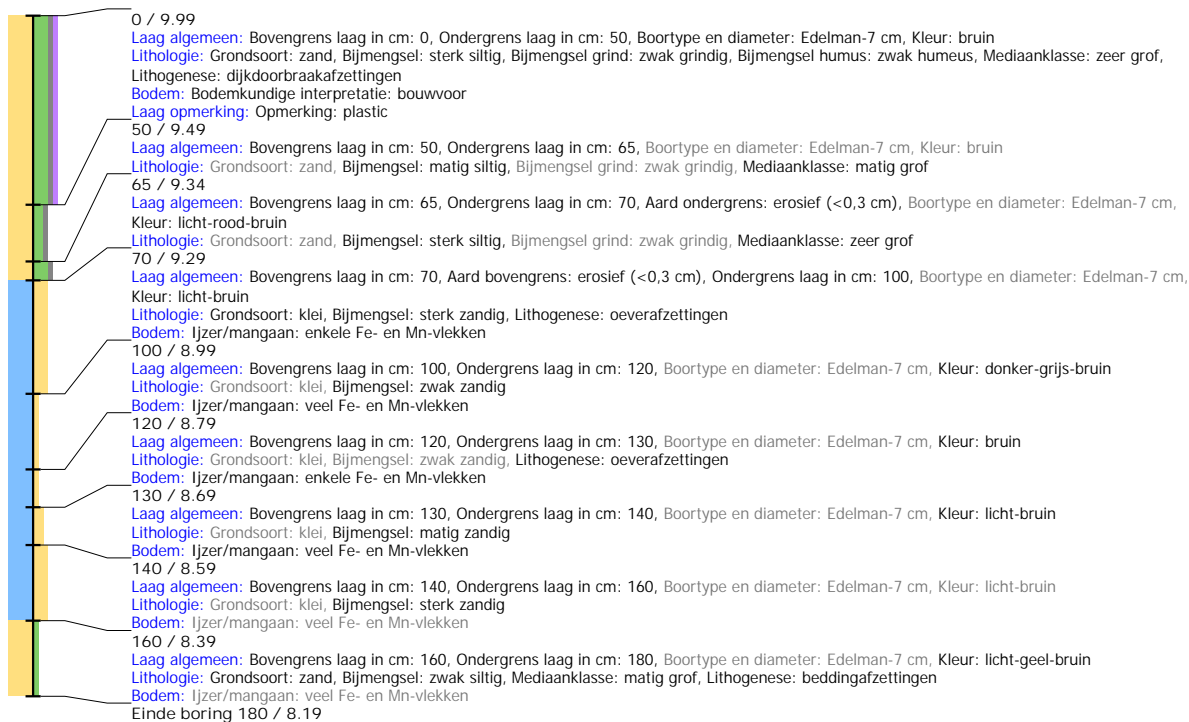 0 / 9.99
Laag algemeen: Bovengrens laag in cm: 0, Ondergrens laag in cm: 50, Boortype en diameter: Edelman-7 cm, Kleur: bruin
Lithologie: Grondsoort: zand, Bijmengsel: sterk siltig, Bijmengsel grind: zwak grindig, Bijmengsel humus: zwak humeus, Mediaanklasse: zeer grof,
Lithogenese: dijkdoorbraakafzettingen
Bodem: Bodemkundige interpretatie: bouwvoor
Laag opmerking: Opmerking: plastic
50 / 9.49
Laag algemeen: Bovengrens laag in cm: 50, Ondergrens laag in cm: 65, Boortype en diameter: Edelman-7 cm, Kleur: bruin
Lithologie: Grondsoort: zand, Bijmengsel: matig siltig, Bijmengsel grind: zwak grindig, Mediaanklasse: matig grof
65 / 9.34
Laag algemeen: Bovengrens laag in cm: 65, Ondergrens laag in cm: 70, Aard ondergrens: erosief (<0,3 cm), Boortype en diameter: Edelman-7 cm,
Kleur: licht-rood-bruin
Lithologie: Grondsoort: zand, Bijmengsel: sterk siltig, Bijmengsel grind: zwak grindig, Mediaanklasse: zeer grof
70 / 9.29
Laag algemeen: Bovengrens laag in cm: 70, Aard bovengrens: erosief (<0,3 cm), Ondergrens laag in cm: 100, Boortype en diameter: Edelman-7 cm,
Kleur: licht-bruin
Lithologie: Grondsoort: klei, Bijmengsel: sterk zandig, Lithogenese: oeverafzettingen
Bodem: Ijzer/mangaan: enkele Fe- en Mn-vlekken
100 / 8.99
Laag algemeen: Bovengrens laag in cm: 100, Ondergrens laag in cm: 120, Boortype en diameter: Edelman-7 cm, Kleur: donker-grijs-bruin
Lithologie: Grondsoort: klei, Bijmengsel: zwak zandig
Bodem: Ijzer/mangaan: veel Fe- en Mn-vlekken
120 / 8.79
Laag algemeen: Bovengrens laag in cm: 120, Ondergrens laag in cm: 130, Boortype en diameter: Edelman-7 cm, Kleur: bruin
Lithologie: Grondsoort: klei, Bijmengsel: zwak zandig, Lithogenese: oeverafzettingen
Bodem: Ijzer/mangaan: enkele Fe- en Mn-vlekken
130 / 8.69
Laag algemeen: Bovengrens laag in cm: 130, Ondergrens laag in cm: 140, Boortype en diameter: Edelman-7 cm, Kleur: licht-bruin
Lithologie: Grondsoort: klei, Bijmengsel: matig zandig
Bodem: Ijzer/mangaan: veel Fe- en Mn-vlekken
140 / 8.59
Laag algemeen: Bovengrens laag in cm: 140, Ondergrens laag in cm: 160, Boortype en diameter: Edelman-7 cm, Kleur: licht-bruin
Lithologie: Grondsoort: klei, Bijmengsel: sterk zandig
Bodem: Ijzer/mangaan: veel Fe- en Mn-vlekken
160 / 8.39
Laag algemeen: Bovengrens laag in cm: 160, Ondergrens laag in cm: 180, Boortype en diameter: Edelman-7 cm, Kleur: licht-geel-bruin
Lithologie: Grondsoort: zand, Bijmengsel: zwak siltig, Mediaanklasse: matig grof, Lithogenese: beddingafzettingen
Bodem: Ijzer/mangaan: veel Fe- en Mn-vlekken
Einde boring 180 / 8.19